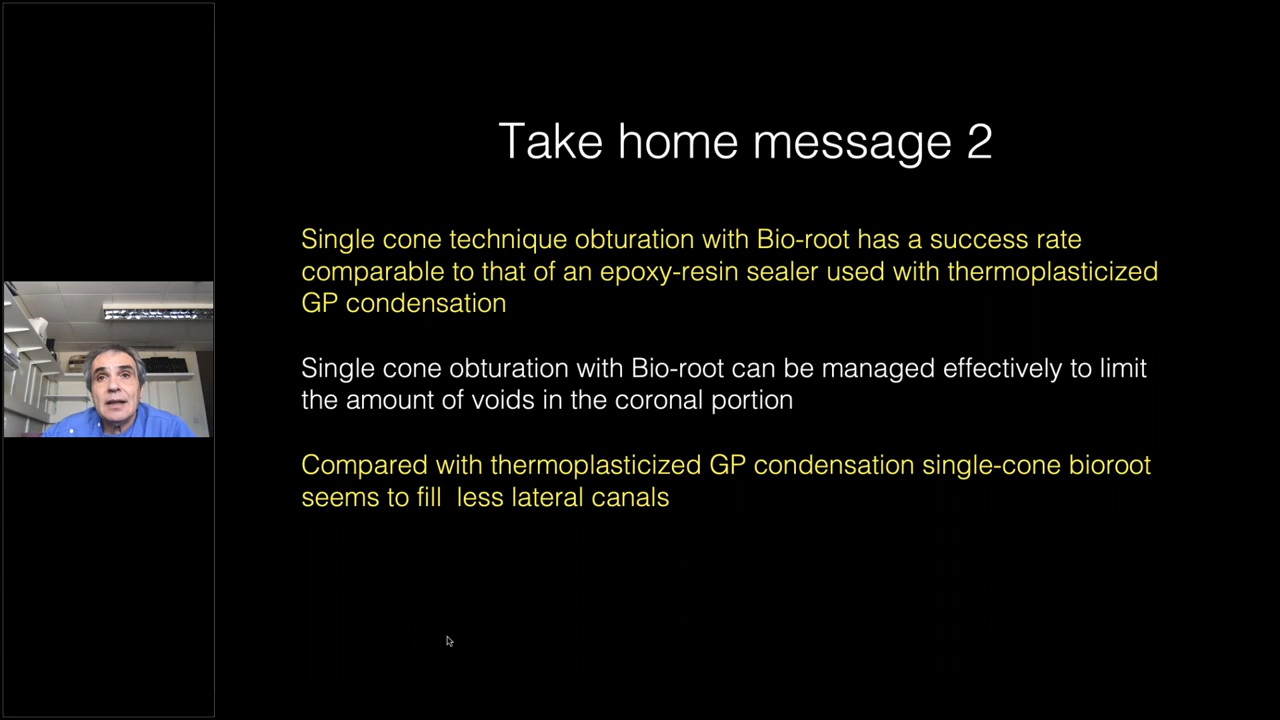 Take home message 2
Single cone technique obturation with Bio-root has a success rate
comparable to that of an epoxy-resin sealer used with thermoplasticized
GP condensation
Single cone obturation with Bio-root can be managed effectively to limit
the amount of voids in the coronal portion
Compared with thermoplasticized GP condensation single-cone bioroot
seems to fill  less lateral canals